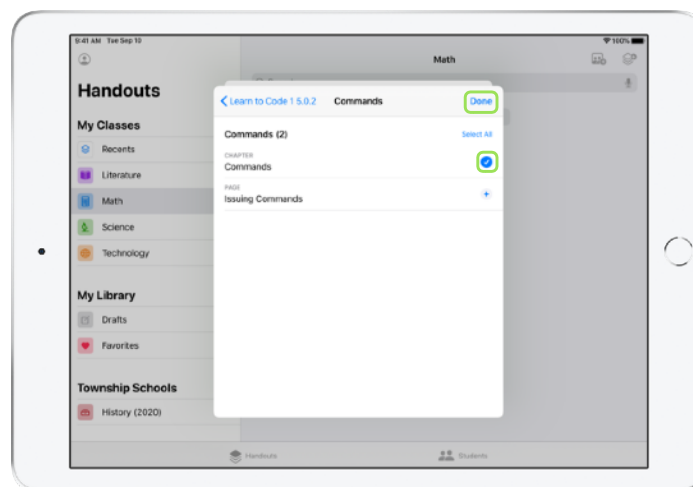 9:41 AM Tue Sep 10
100%
Math
Handouts
My Classes
Recents
Literature
Math
Science
Technology
My Library
Drafts
Favorites
Township Schools
History (2020)
Learn to Code 1 5.0.2
Commands
Done
Commands (2)
Select All
CHAPTER
Commands
PAGE
Issuing Commands
Handouts
Students